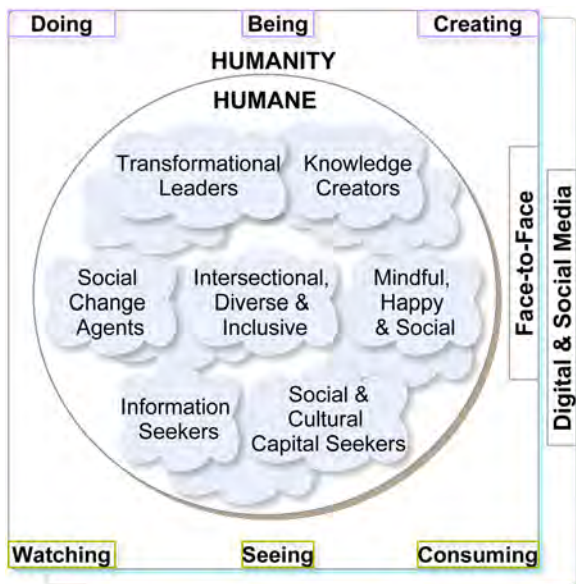 Doing Being Creating
HUMANITY
HUMANE
Transformational
Leaders
Knowledge
Creators
Social
Change
Agents
Intersectional,
Diverse &
Inclusive
Mindful,
Happy
& Social
Information
Seekers
Social &
Cultural
Capital Seekers
Face-to-Face
Digital & Social Media
Watching Seeing Consuming